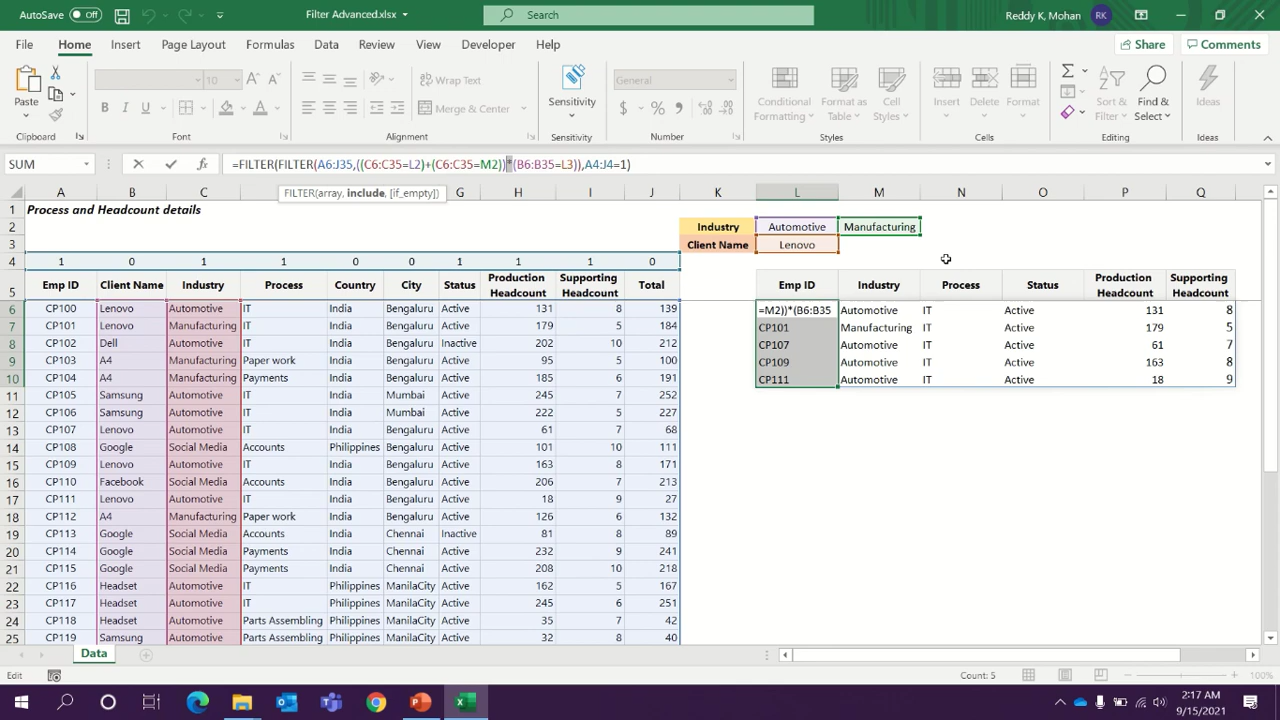 AutoSave Off
Filter Advanced.xlsx
Search
Reddy K, Mohan RK
File Home Insert Page Layout Formulas Data Review View Developer Help Share Comments
Paste
10 A A
Wrap Text
General
B I U
Merge & Center
$ % ,
Sensitivity
Conditional Formatting
Format as Table
Cell Styles
Insert Delete Format
Sort & Filter
Find & Select
Ideas
Clipboard Font Alignment Sensitivity Number Styles Cells Editing Ideas
SUM =FILTER(FILTER(A6:J35,((C6:C35=L2)+(C6:C35=M2))*(B6:B35=L3)),A4:J4=1)
FILTER(array, include, [if_empty])
A B C D E F G H I J K L M N O P Q
1 Process and Headcount details
2 Industry Automotive Manufacturing
3 Client Name Lenovo
4 1 0 1 1 0 0 1 1 1 0
5 Emp ID Client Name Industry Process Country City Status Production Headcount Supporting Headcount Total Emp ID Industry Process Status Production Headcount Supporting Headcount
6 CP100 Lenovo Automotive IT India Bengaluru Active 131 8 139 =M2))*(B6:B35 Automotive IT Active 131 8
7 CP101 Lenovo Manufacturing IT India Bengaluru Active 179 5 184 CP101 Manufacturing IT Active 179 5
8 CP102 Dell Automotive IT India Bengaluru Inactive 202 10 212 CP107 Automotive IT Active 61 7
9 CP103 A4 Manufacturing Paper work India Bengaluru Active 95 5 100 CP109 Automotive IT Active 163 8
10 CP104 A4 Manufacturing Payments India Bengaluru Active 185 6 191 CP111 Automotive IT Active 18 9
11 CP105 Samsung Automotive IT India Mumbai Active 245 7 252
12 CP106 Samsung Automotive IT India Mumbai Active 222 5 227
13 CP107 Lenovo Automotive IT India Bengaluru Active 61 7 68
14 CP108 Google Social Media Accounts Philippines Bengaluru Active 101 10 111
15 CP109 Lenovo Automotive IT India Bengaluru Active 163 8 171
16 CP110 Facebook Social Media Accounts India Bengaluru Active 206 7 213
17 CP111 Lenovo Automotive IT India Bengaluru Active 18 9 27
18 CP112 A4 Manufacturing Paper work India Bengaluru Active 126 6 132
19 CP113 Google Social Media Accounts India Chennai Inactive 81 8 89
20 CP114 Google Social Media Payments India Chennai Active 232 9 241
21 CP115 Google Social Media Payments India Chennai Active 208 10 218
22 CP116 Headset Automotive IT Philippines ManilaCity Active 162 5 167
23 CP117 Headset Automotive IT Philippines ManilaCity Active 245 6 251
24 CP118 Headset Automotive Parts Assembling Philippines ManilaCity Active 35 7 42
25 CP119 Samsung Automotive Parts Assembling Philippines ManilaCity Active 32 8 40
Data
Edit Count: 5 100%
2:17 AM
9/15/2021